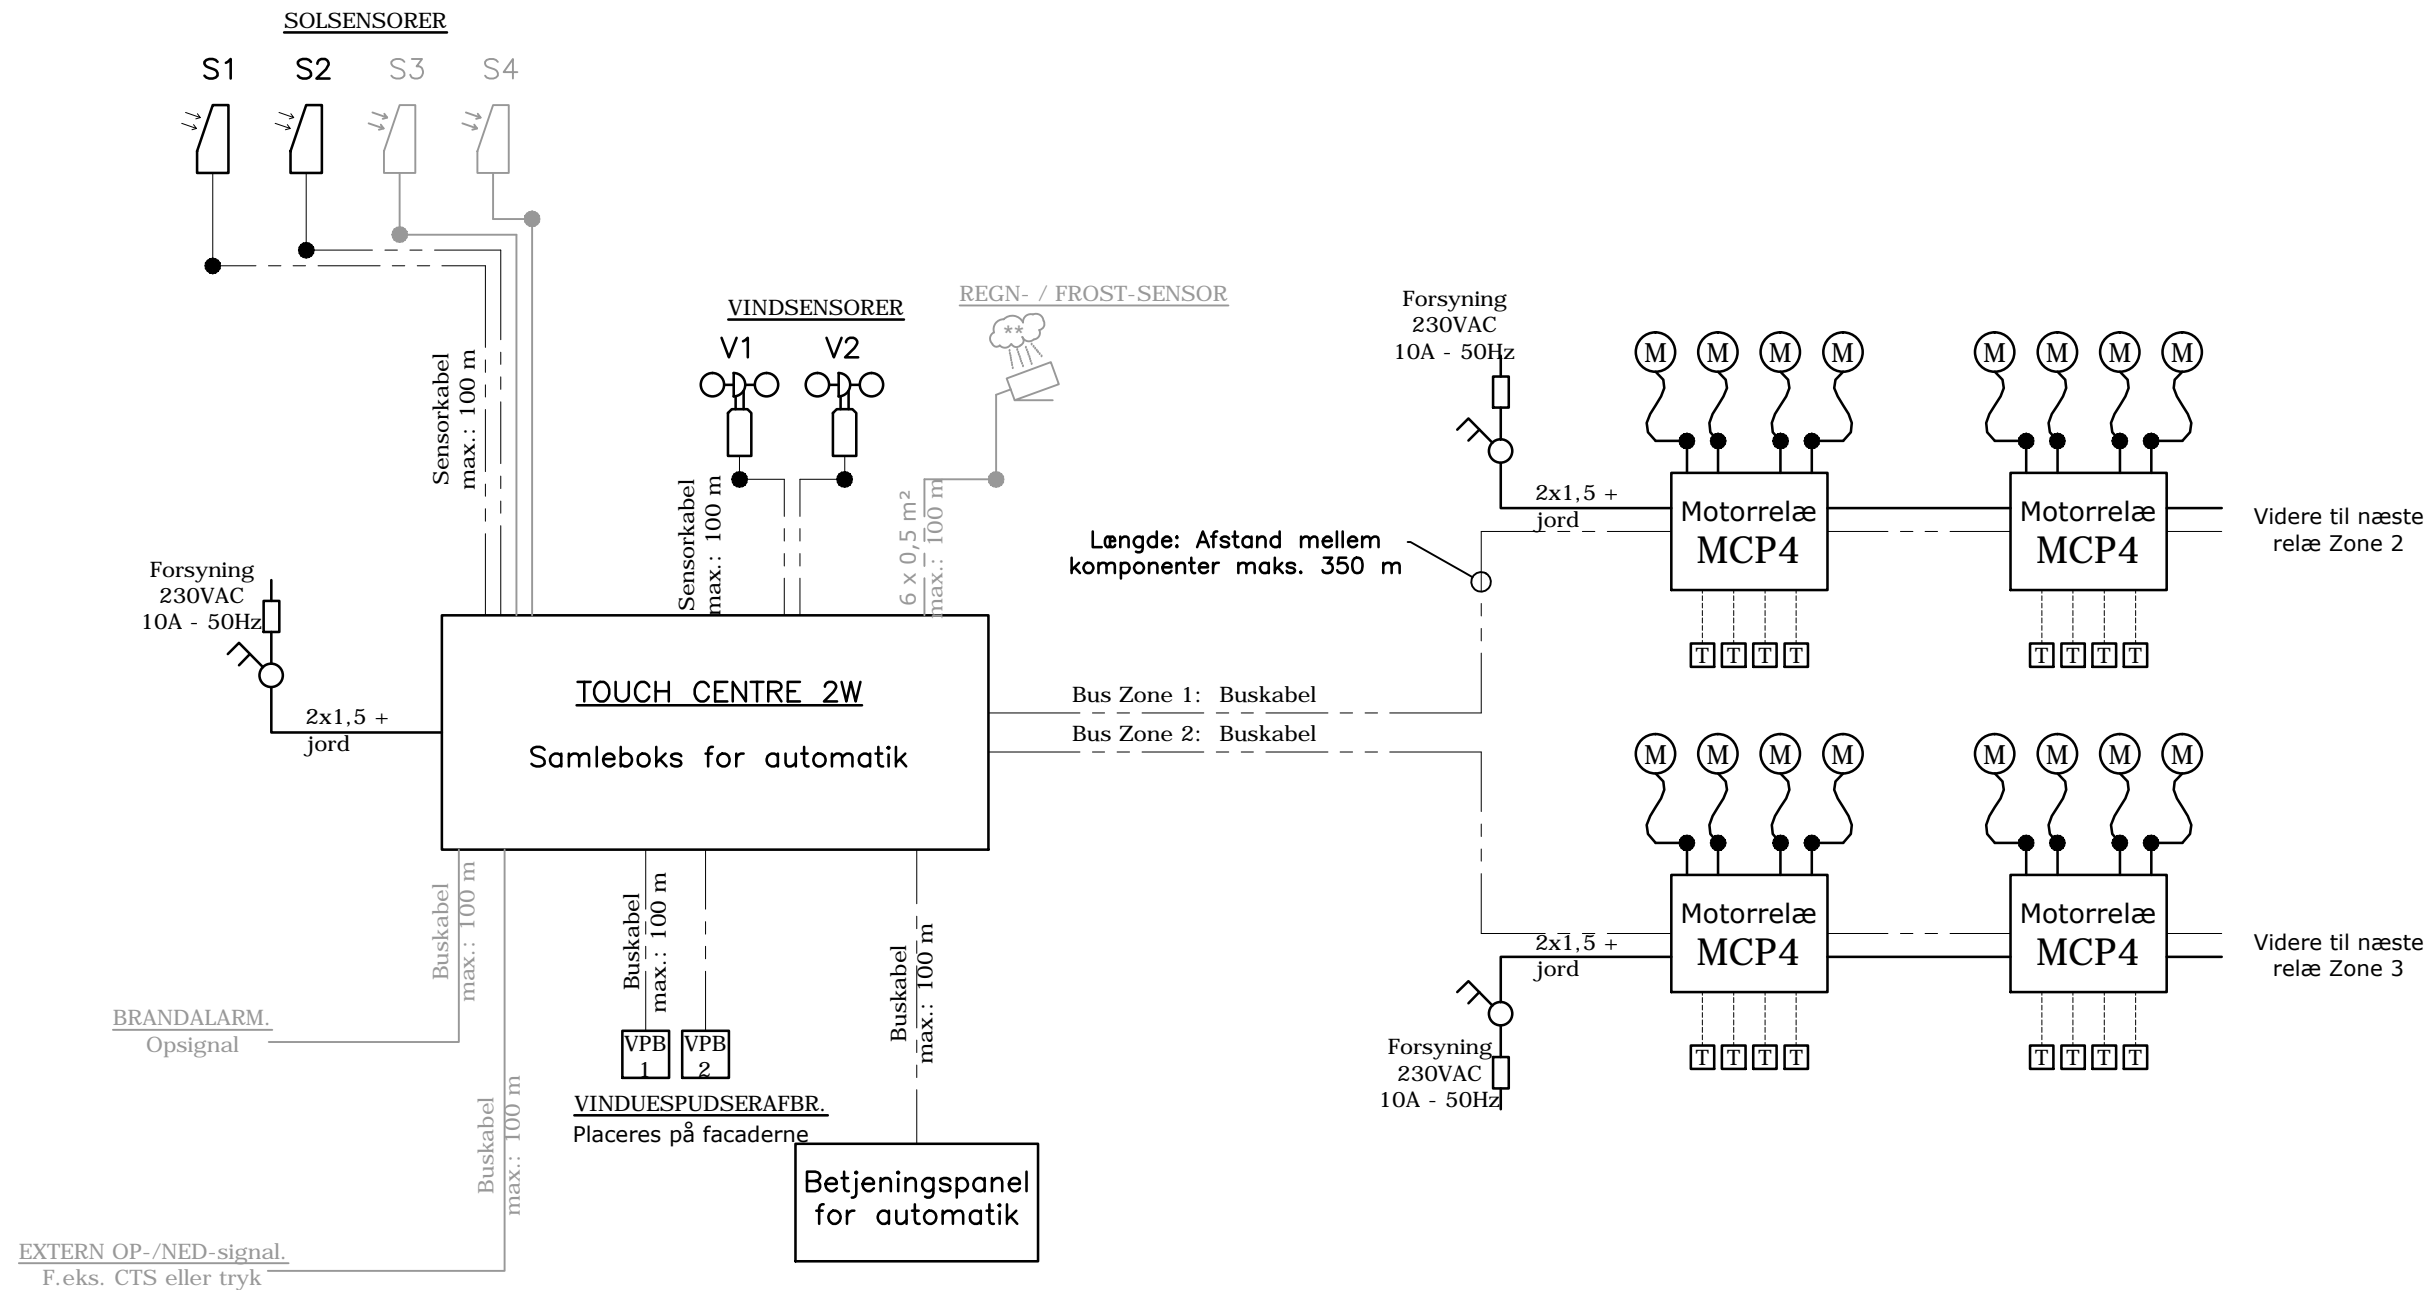 SOLSENSORER
S1
S2
S3
S4
Sensorkabel
max.: 100 m
VINDSENSORER
V1
V2
Sensorkabel
max.: 100 m
REGN- / FROST-SENSOR
**
6 x 0,5 m²
max.: 100 m
Forsyning
230VAC
10A - 50Hz
2x1,5 +
jord
TOUCH CENTRE 2W
Samleboks for automatik
Bus Zone 1: Buskabel
Bus Zone 2: Buskabel
Længde: Afstand mellem
komponenter maks. 350 m
Forsyning
230VAC
10A - 50Hz
2x1,5 +
jord
M M M M
Motorrelæ
MCP4
T T T T
M M M M
Motorrelæ
MCP4
T T T T
Videre til næste
relæ Zone 2
M M M M
Motorrelæ
MCP4
T T T T
M M M M
Motorrelæ
MCP4
T T T T
Videre til næste
relæ Zone 3
2x1,5 +
jord
Forsyning
230VAC
10A - 50Hz
Buskabel
max.: 100 m
BRANDALARM.
Opsignal
Buskabel
max.: 100 m
EXTERN OP-/NED-signal.
F.eks. CTS eller tryk
Buskabel
max.: 100 m
VPB
1
VPB
2
VINDUESPUDSERAFBR.
Placeres på facaderne
Buskabel
max.: 100 m
Betjeningspanel
for automatik